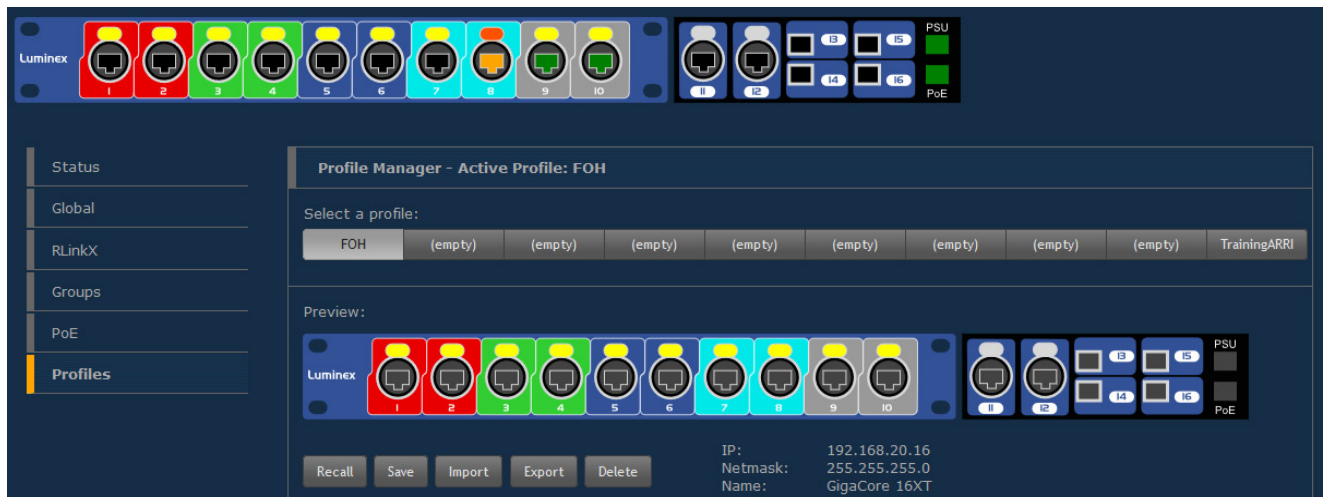 Luminex
1 2 3 4 5 6 7 8 9 10
11 12
13 15
14 16
PSU
PoE
Status
Global
RLinkX
Groups
PoE
Profiles
Profile Manager - Active Profile: FOH
Select a profile:
FOH (empty) (empty) (empty) (empty) (empty) (empty) (empty) (empty) TrainingARRI
Preview:
Luminex
1 2 3 4 5 6 7 8 9 10
11 12
13 15
14 16
PSU
PoE
Recall Save Import Export Delete
IP: 192.168.20.16
Netmask: 255.255.255.0
Name: GigaCore 16XT